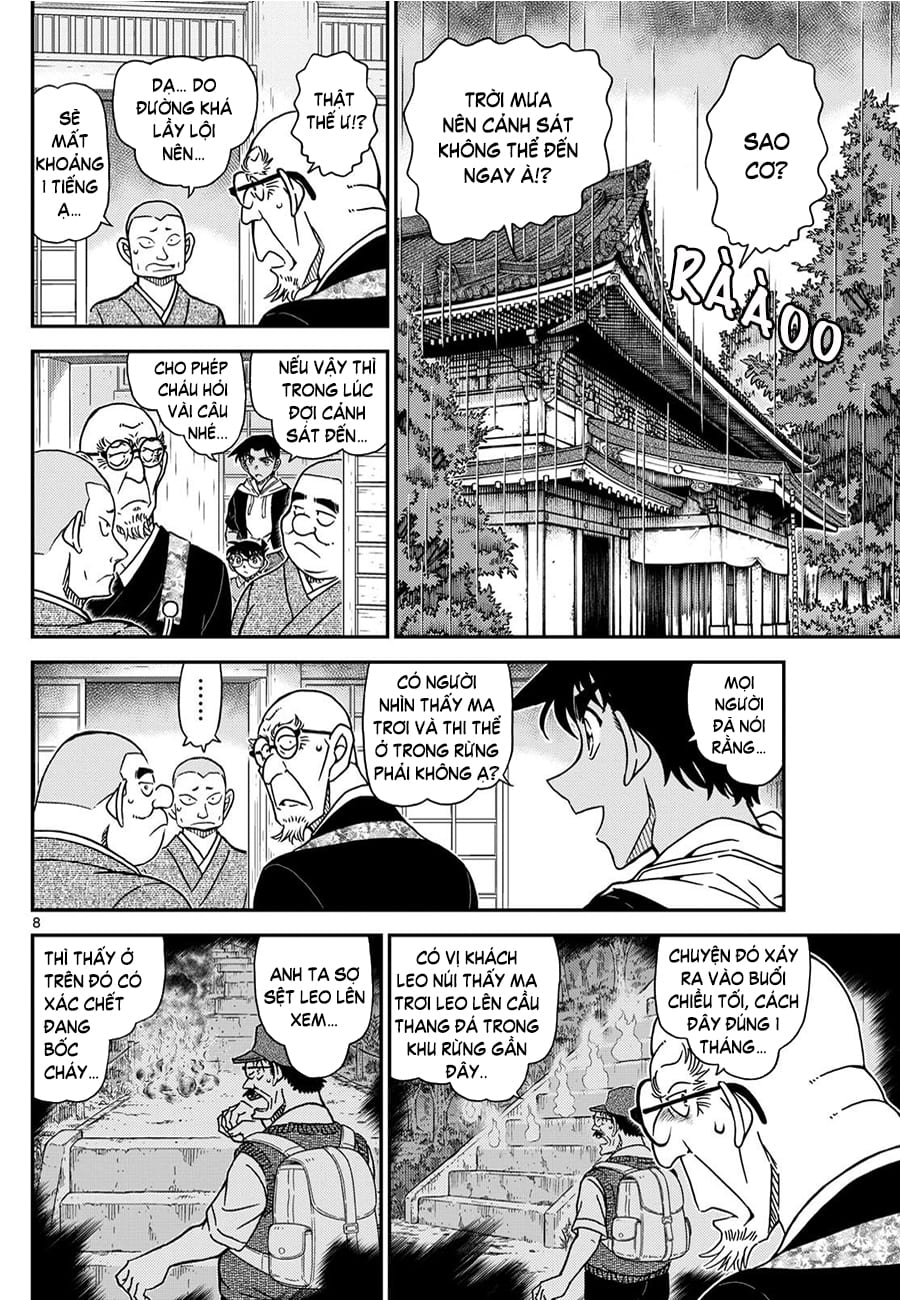 SAO
CƠ?
TRỜI MƯA
NÊN CẢNH SÁT
KHÔNG THỂ ĐẾN
NGAY À!?
RÀÀOO
THẬT
THẾ Ư!?
DẠ... DO
ĐƯỜNG KHÁ
LẦY LỘI
NÊN...
SẼ
MẤT
KHOẢNG
1 TIẾNG
Ạ...
NẾU VẬY THÌ
TRONG LÚC
ĐỢI CẢNH
SÁT ĐẾN...
CHO PHÉP
CHÁU HỎI
VÀI CÂU
NHÉ...
MỌI
NGƯỜI
ĐÃ NÓI
RẰNG...
CÓ NGƯỜI
NHÌN THẤY MA
TRƠI VÀ THI THỂ
Ở TRONG RỪNG
PHẢI KHÔNG Ạ?
......
8
CHUYỆN ĐÓ XẢY
RA VÀO BUỔI
CHIỀU TỐI, CÁCH
ĐÂY ĐÚNG 1
THÁNG...
CÓ VỊ KHÁCH
LEO NÚI THẤY MA
TRƠI LEO LÊN CẦU
THANG ĐÁ TRONG
KHU RỪNG GẦN
ĐÂY..
ANH TA SỢ
SỆT LEO LÊN
XEM...
THÌ THẤY Ở
TRÊN ĐÓ CÓ
XÁC CHẾT
ĐANG
BỐC
CHÁY...